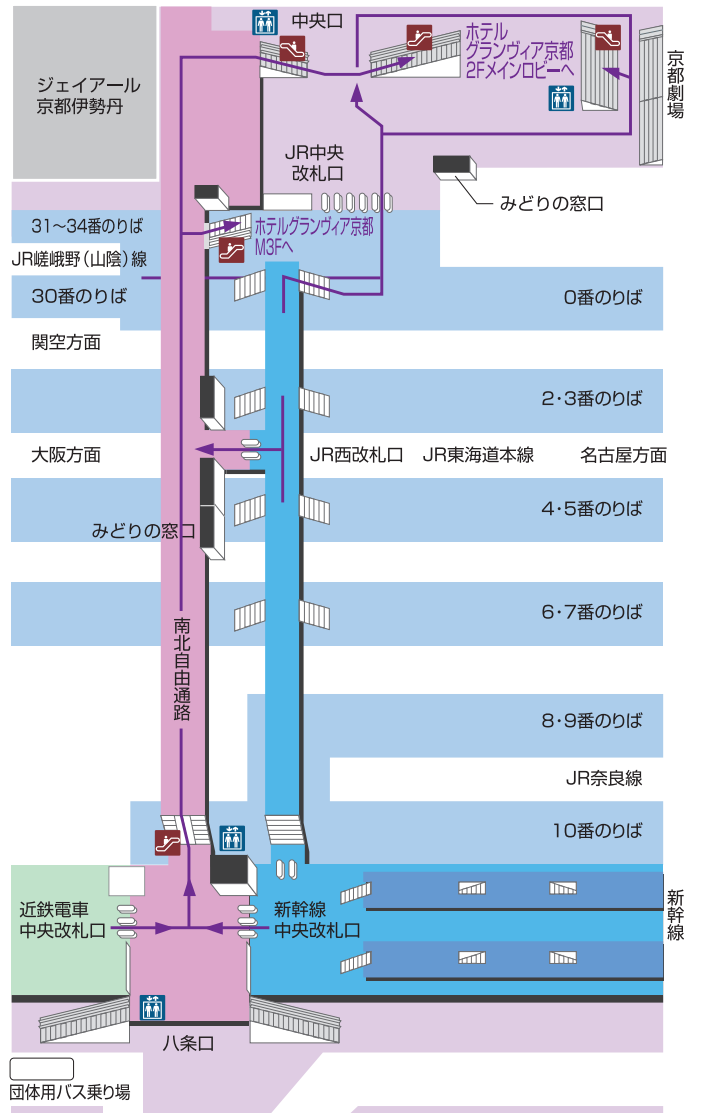 中央口
ホテル
グランヴィア京都
2Fメインロビーへ
京都劇場
ジェイアール
京都伊勢丹
JR中央
改札口
みどりの窓口
31～34番のりば
ホテルグランヴィア京都
M3Fへ
JR嵯峨野（山陰）線
30番のりば
0番のりば
関空方面
2・3番のりば
大阪方面
JR西改札口
JR東海道本線
名古屋方面
4・5番のりば
みどりの窓口
6・7番のりば
南北自由通路
8・9番のりば
JR奈良線
10番のりば
近鉄電車
中央改札口
新幹線
中央改札口
新幹線
八条口
団体用バス乗り場